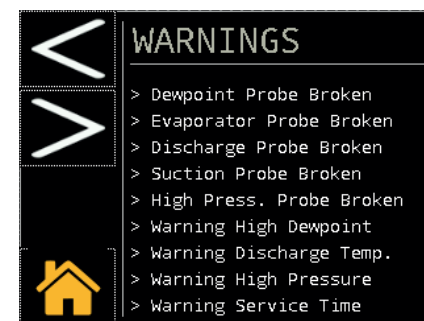 WARNINGS
> Dewpoint Probe Broken
> Evaporator Probe Broken
> Discharge Probe Broken
> Suction Probe Broken
> High Press. Probe Broken
> Warning High Dewpoint
> Warning Discharge Temp.
> Warning High Pressure
> Warning Service Time